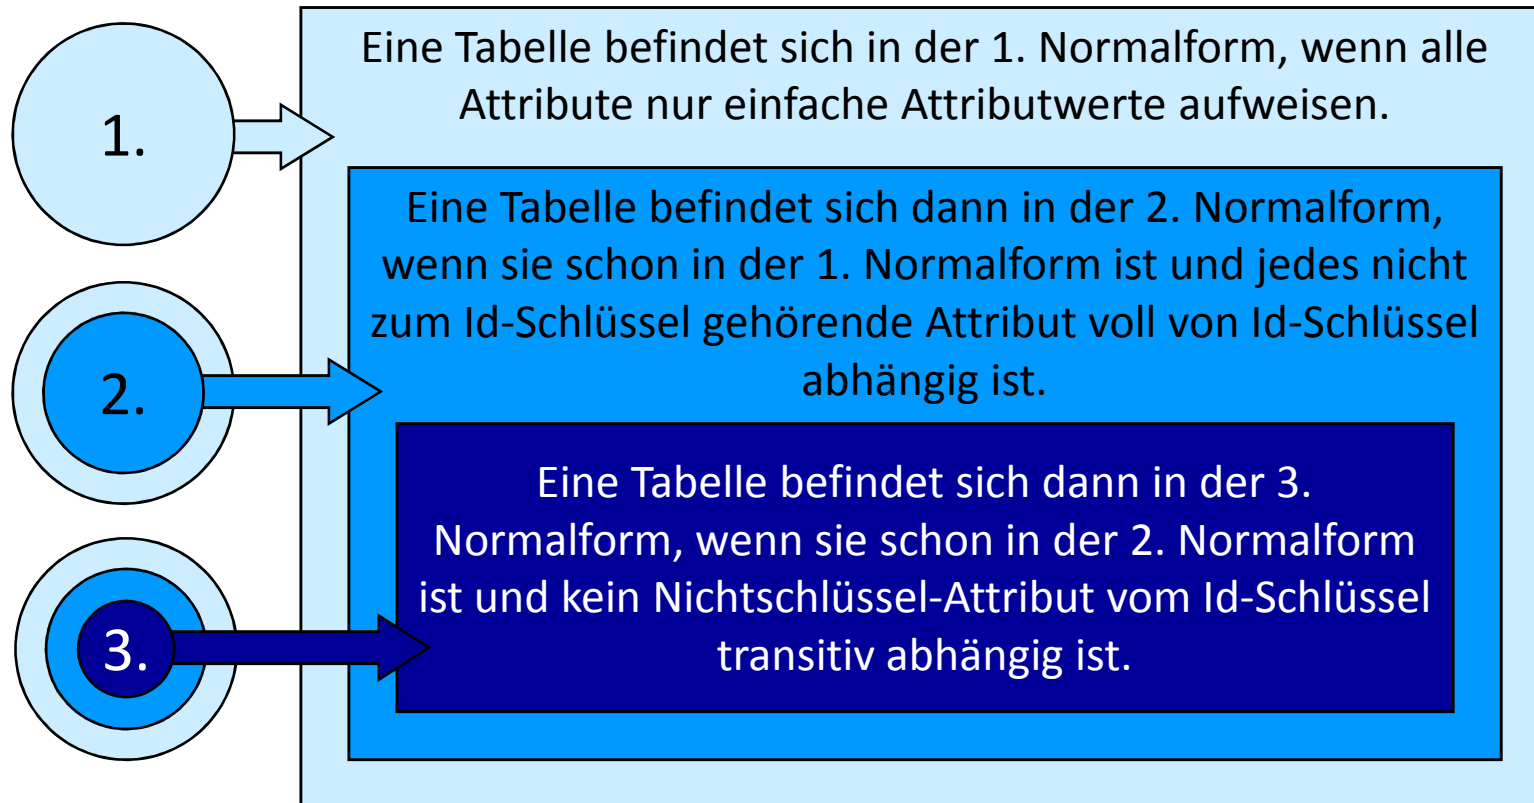 1.
Eine Tabelle befindet sich in der 1. Normalform, wenn alle
Attribute nur einfache Attributwerte aufweisen.
2.
Eine Tabelle befindet sich dann in der 2. Normalform,
wenn sie schon in der 1. Normalform ist und jedes nicht
zum Id-Schlüssel gehörende Attribut voll von Id-Schlüssel
abhängig ist.
3.
Eine Tabelle befindet sich dann in der 3.
Normalform, wenn sie schon in der 2. Normalform
ist und kein Nichtschlüssel-Attribut vom Id-Schlüssel
transitiv abhängig ist.